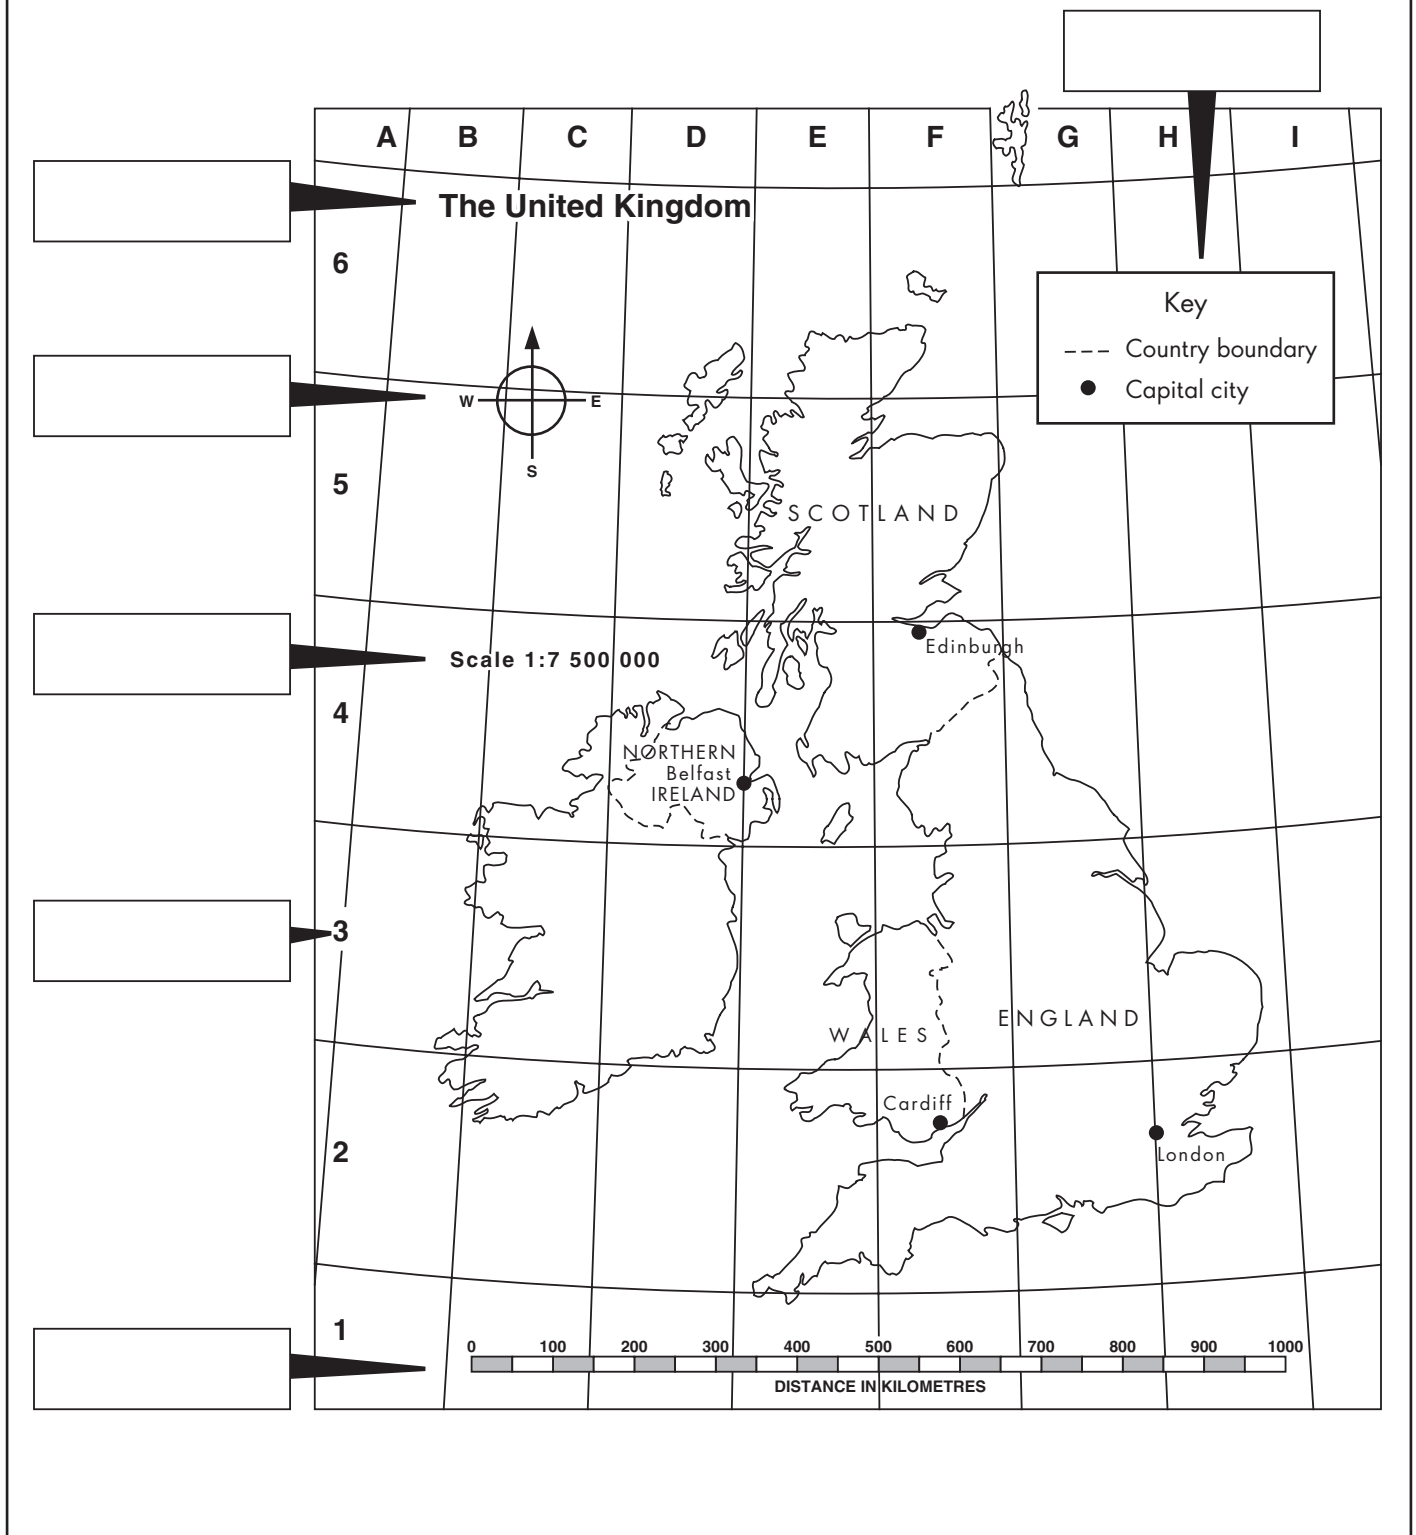 A B C D E F G H I
The United Kingdom
6
Key
Country boundary
Capital city
W E
S
5
SCOTLAND
Edinburgh
Scale 1:7 500 000
4
NORTHERN
Belfast
IRELAND
3
ENGLAND
WALES
Cardiff
2
London
1
0 100 200 300 400 500 600 700 800 900 1000
DISTANCE IN KILOMETRES